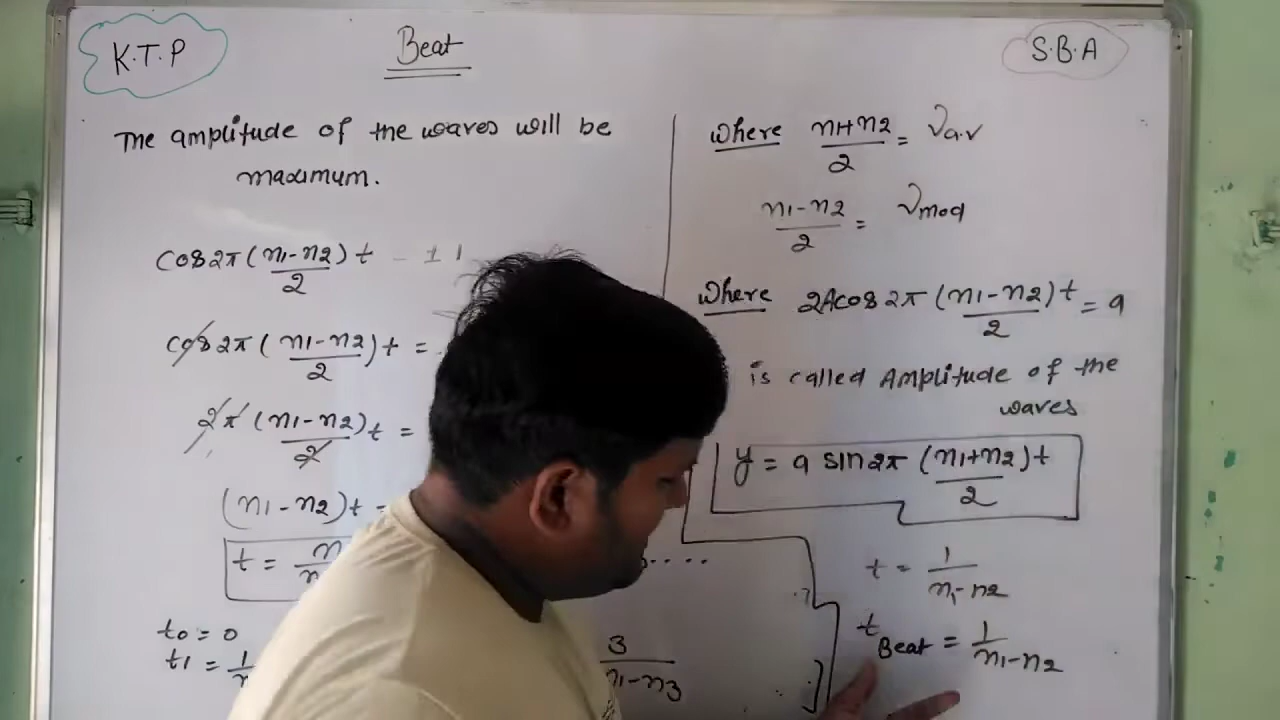 K.T.P
Beat
S.B.A
The amplitude of the waves will be
maximum.
cos2π(n1-n2)t
2
cos2π(n1-n2)t =
2
2π(n1-n2)t =
2
(n1-n2)t
t =
t0 = 0
t1 = 1
3
n1-n3
where n1+n2 = νa.v
2
n1-n2 = νmod
2
where 2Acos2π(n1-n2)t = a
2
is called Amplitude of the
waves
y = a sin2π(n1+n2)t
2
t = 1
n1-n2
tBeat = 1
n1-n2